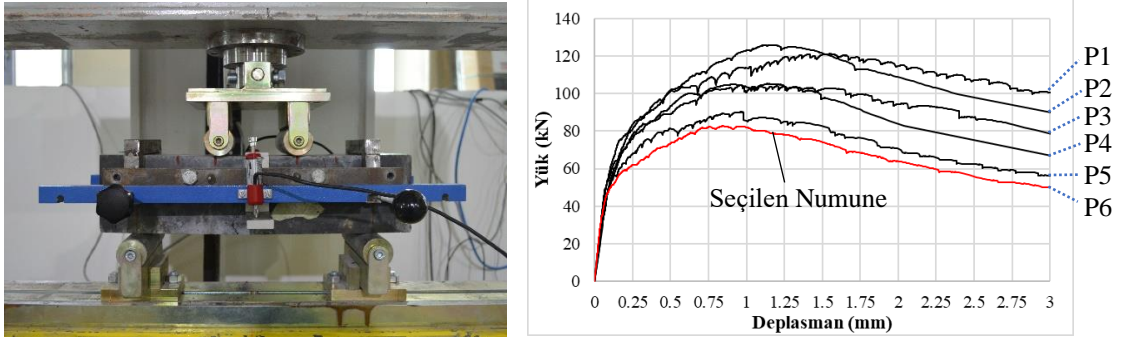 140
120
100
80
60
40
20
0
Yük (kN)
0 0.25 0.5 0.75 1 1.25 1.5 1.75 2 2.25 2.5 2.75 3
Deplasman (mm)
Seçilen Numune
P1
P2
P3
P4
P5
P6